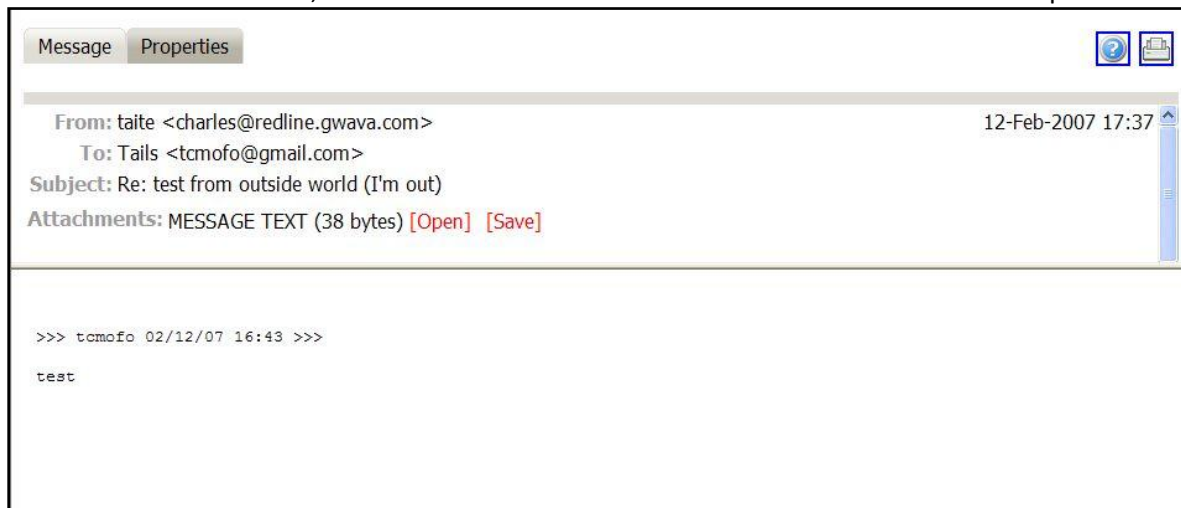 Message Properties
From: taite <charles@redline.gwava.com> 12-Feb-2007 17:37
To: Tails <tcmofo@gmail.com>
Subject: Re: test from outside world (I'm out)
Attachments: MESSAGE TEXT (38 bytes) [Open] [Save]
>>> tcmofo 02/12/07 16:43 >>>
test